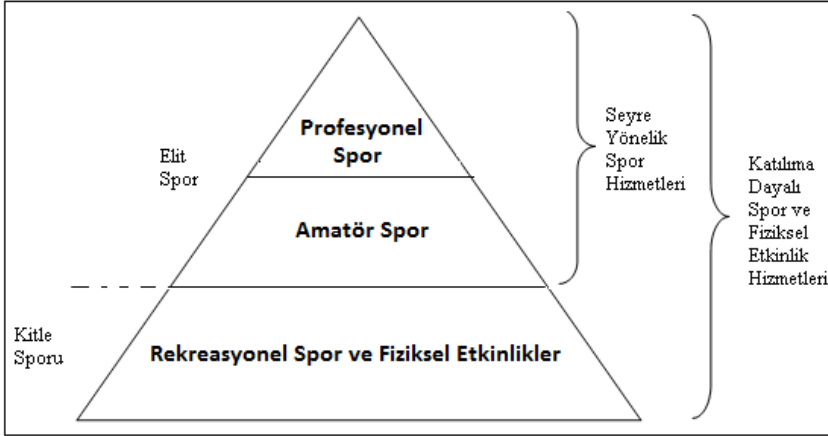 Profesyonel
Spor
Elit
Spor
Amatör Spor
Kitle
Sporu
Rekreasyonel Spor ve Fiziksel Etkinlikler
Seyre
Yönelik
Spor
Hizmetleri
Katılıma
Dayalı
Spor ve
Fiziksel
Etkinlik
Hizmetleri